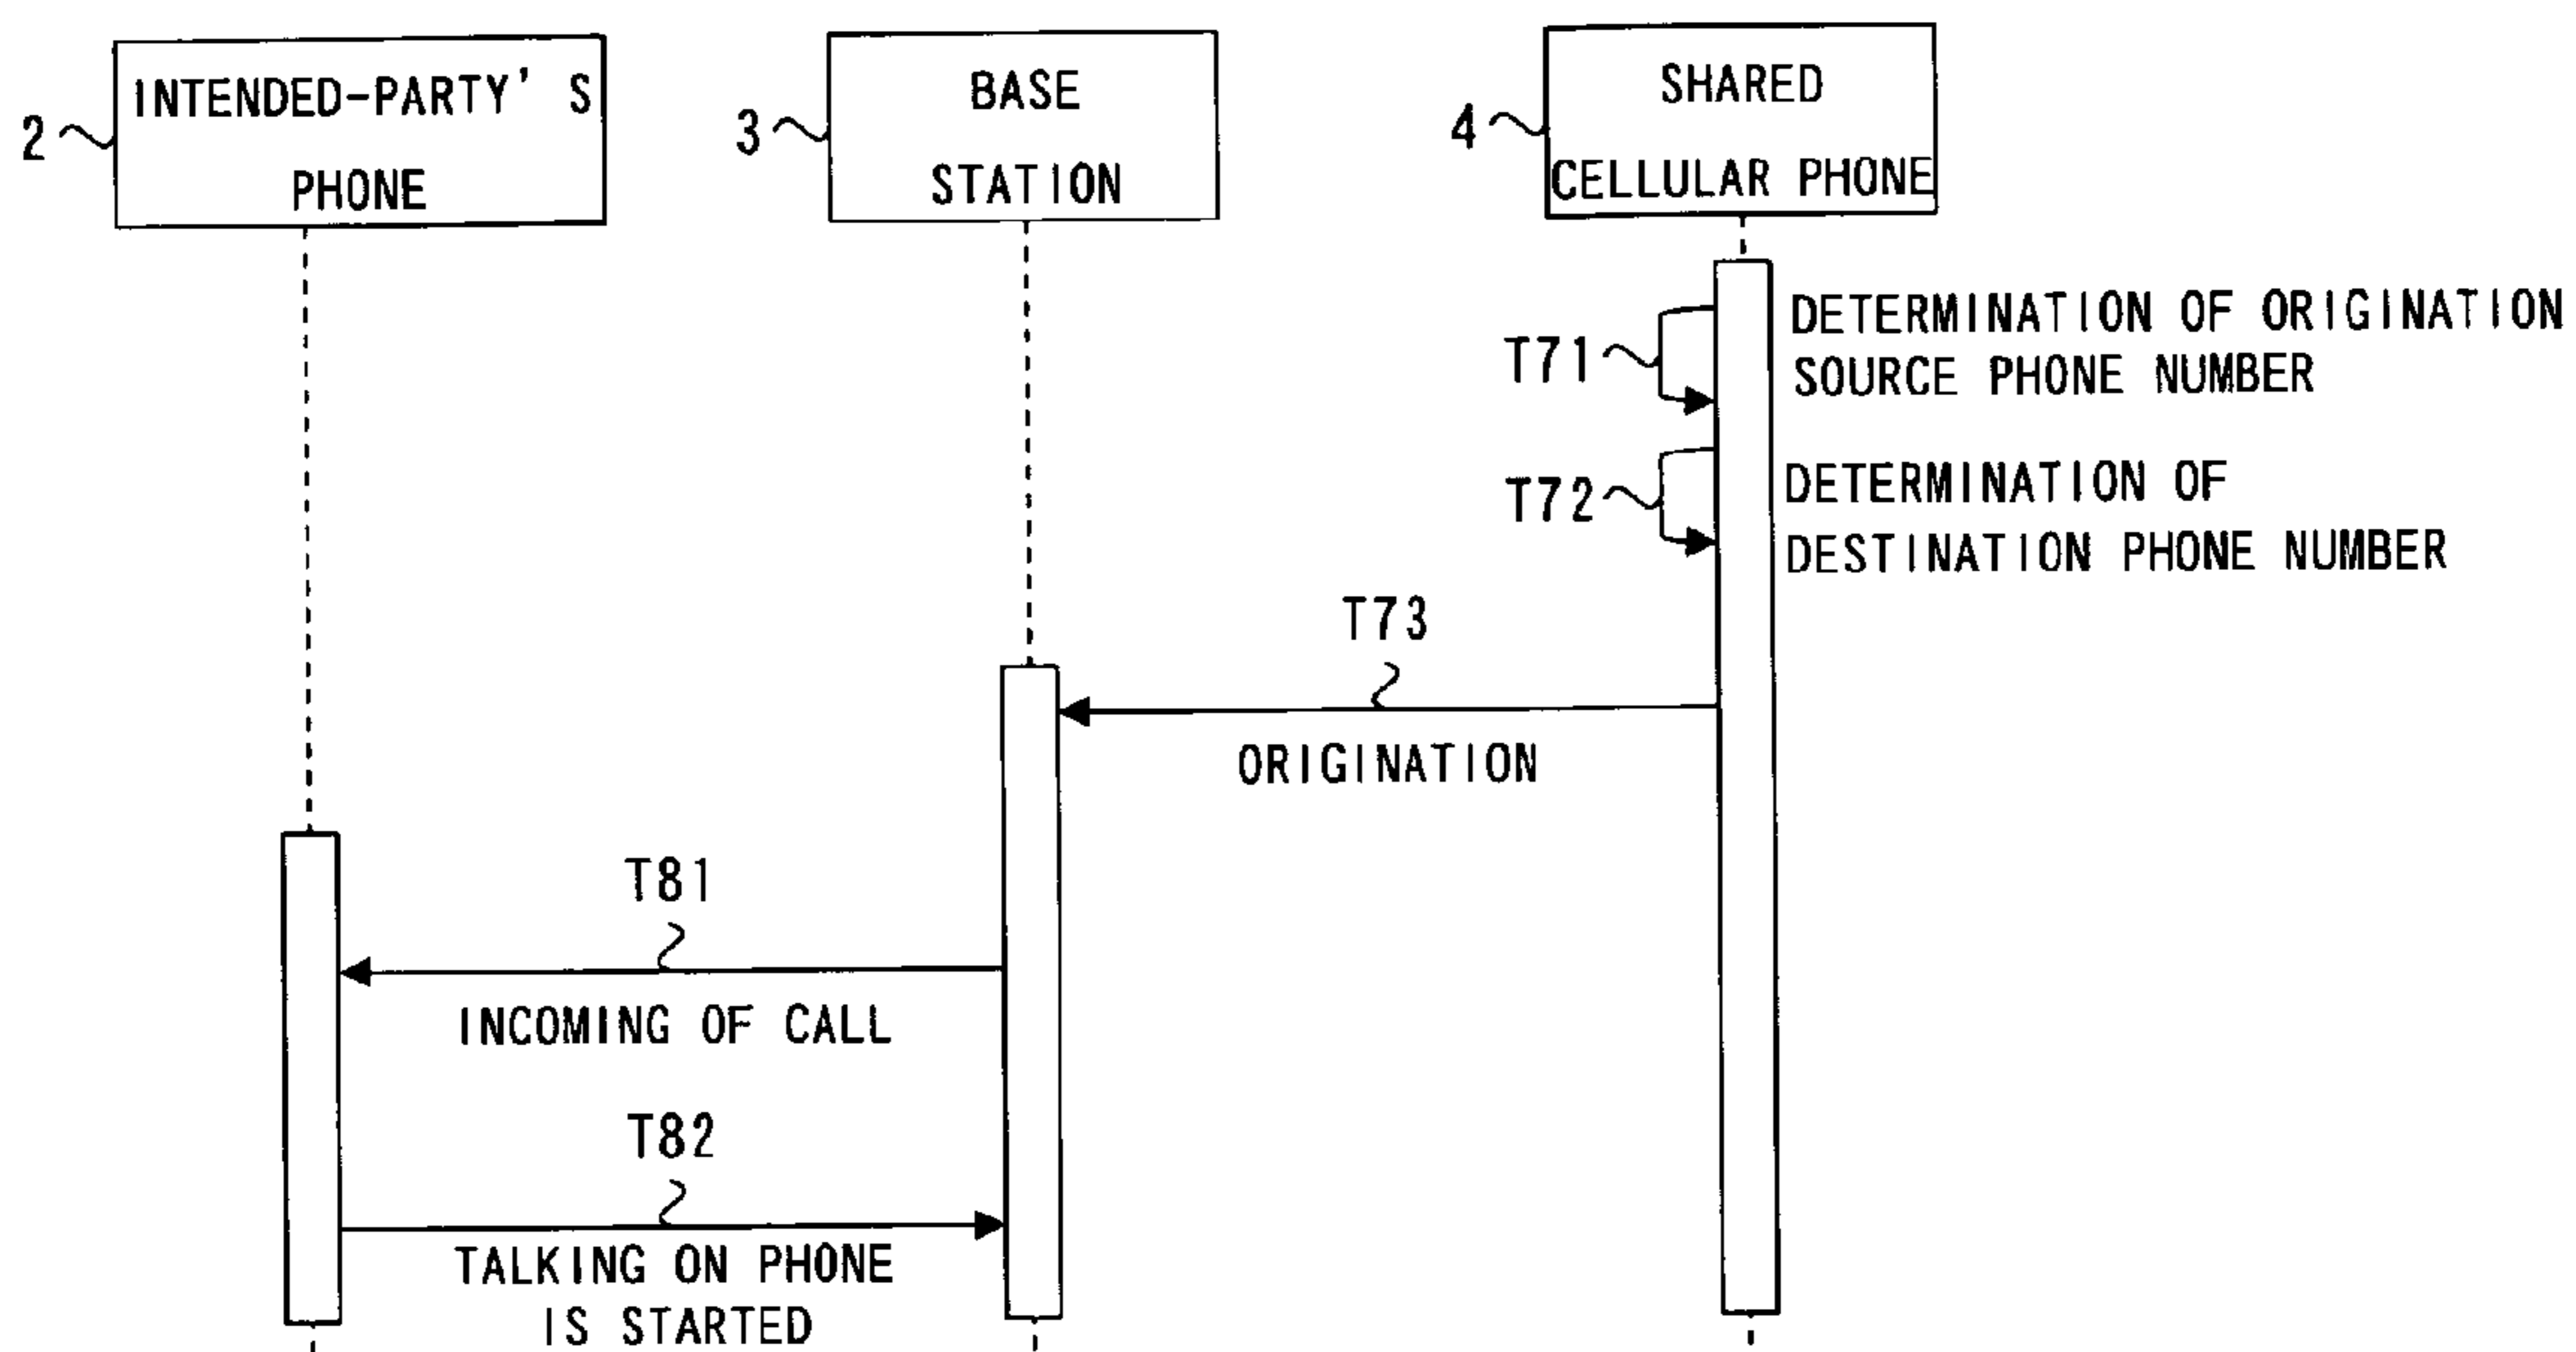 2
INTENDED-PARTY'S
PHONE
3
BASE
STATION
4
SHARED
CELLULAR PHONE
T71
DETERMINATION OF ORIGINATION
SOURCE PHONE NUMBER
T72
DETERMINATION OF
DESTINATION PHONE NUMBER
T73
ORIGINATION
T81
INCOMING OF CALL
T82
TALKING ON PHONE
IS STARTED